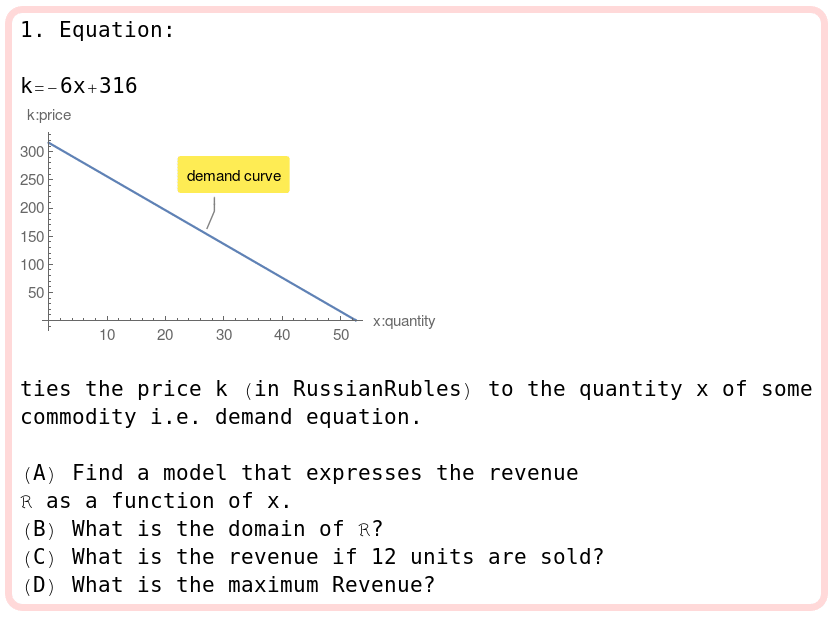 1. Equation:
k=-6x+316
k:price
300
250
200
150
100
50
demand curve
10 20 30 40 50
x:quantity
ties the price k (in RussianRubles) to the quantity x of some
commodity i.e. demand equation.
(A) Find a model that expresses the revenue
ℛ as a function of x.
(B) What is the domain of ℛ?
(C) What is the revenue if 12 units are sold?
(D) What is the maximum Revenue?